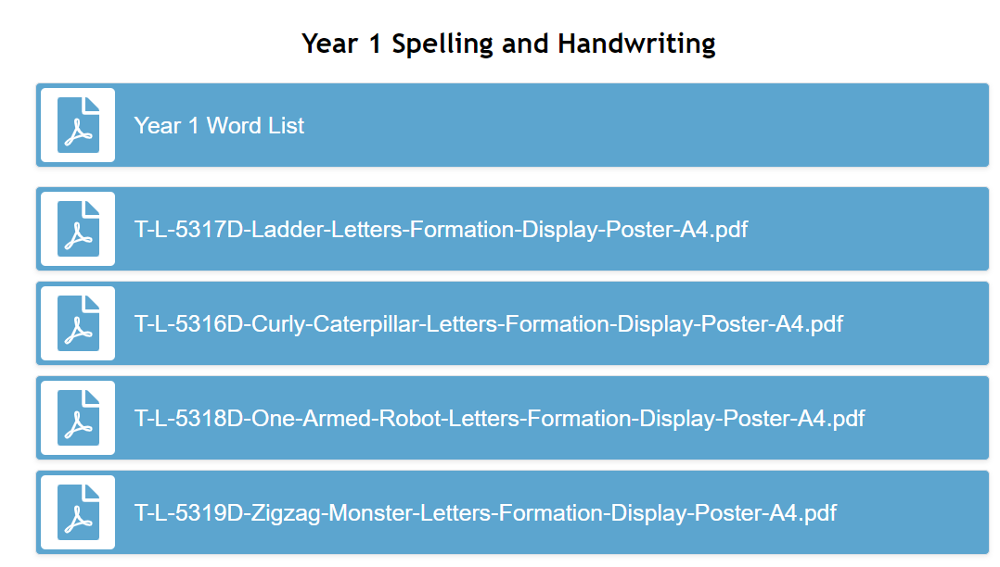 Year 1 Spelling and Handwriting
Year 1 Word List
T-L-5317D-Ladder-Letters-Formation-Display-Poster-A4.pdf
T-L-5316D-Curly-Caterpillar-Letters-Formation-Display-Poster-A4.pdf
T-L-5318D-One-Armed-Robot-Letters-Formation-Display-Poster-A4.pdf
T-L-5319D-Zigzag-Monster-Letters-Formation-Display-Poster-A4.pdf